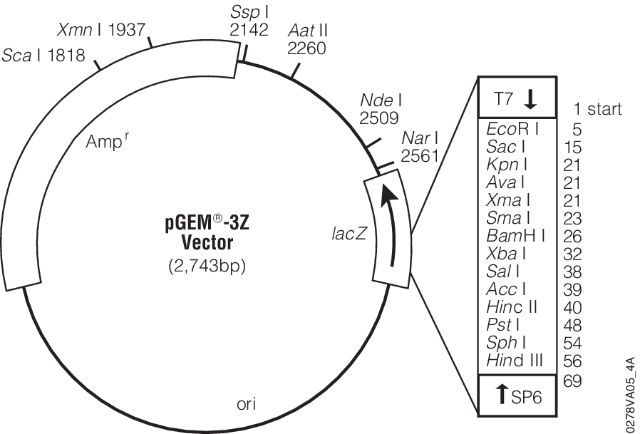 Ssp I
2142
Xmn I 1937
Aat II
2260
Sca I 1818
Nde I
2509
Nar I
2561
Amp r
pGEM®-3Z
Vector
(2,743bp)
lacZ
ori
T7 ↓
1 start
EcoR I 5
Sac I 15
Kpn I 21
Ava I 21
Xma I 21
Sma I 23
BamH I 26
Xba I 32
Sal I 38
Acc I 39
Hinc II 40
Pst I 48
Sph I 54
Hind III 56
69
↑ SP6
0278VA05_4A